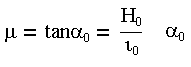 μ = tanα₀ = H₀/ι₀ α₀